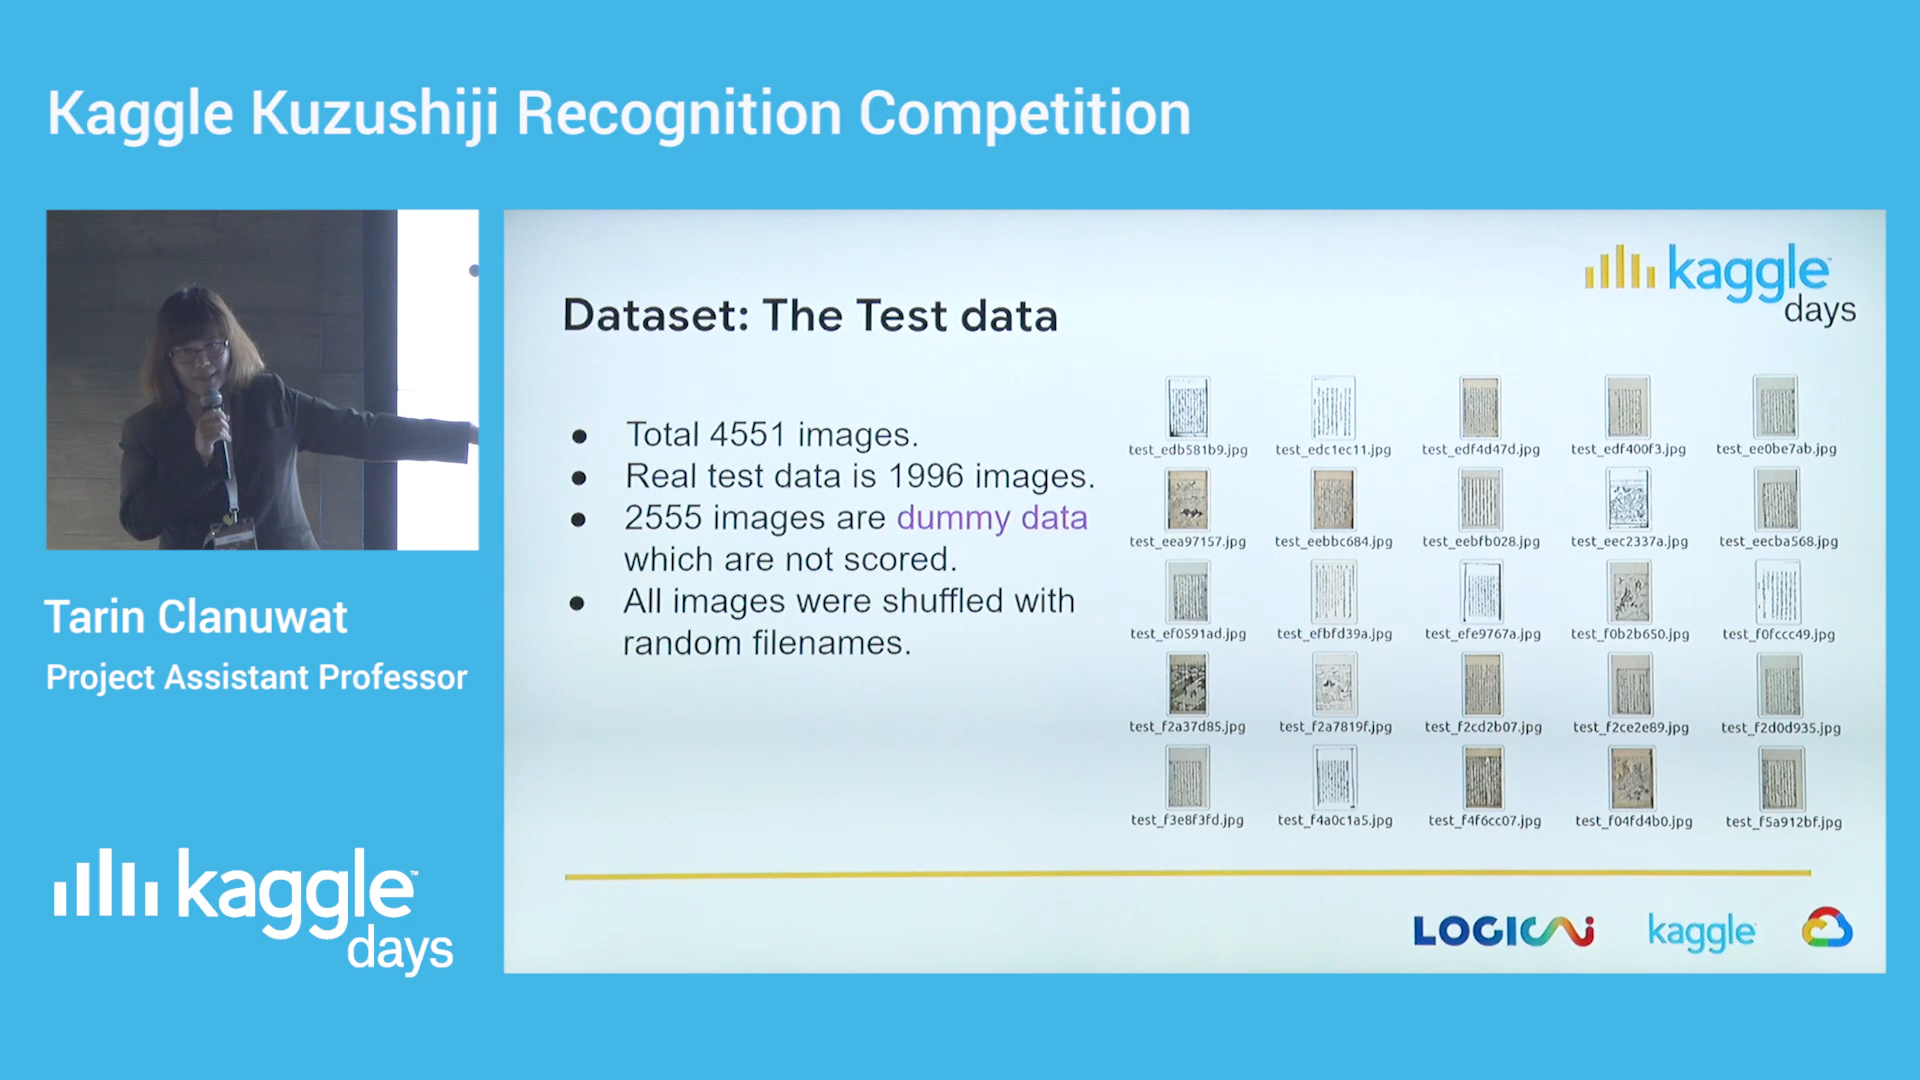 Kaggle Kuzushiji Recognition Competition
Tarin Clanuwat
Project Assistant Professor
kaggle
days
kaggle
days
Dataset: The Test data
● Total 4551 images.
● Real test data is 1996 images.
● 2555 images are dummy data
which are not scored.
● All images were shuffled with
random filenames.
test_edb581b9.jpg test_edc1ec11.jpg test_edf4d47d.jpg test_edf400f3.jpg test_ee0be7ab.jpg
test_eea97157.jpg test_eebbc684.jpg test_eebfb028.jpg test_eec2337a.jpg test_eecba568.jpg
test_ef0591ad.jpg test_efbfd39a.jpg test_efe9767a.jpg test_f0b2b650.jpg test_f0fccc49.jpg
test_f2a37d85.jpg test_f2a7819f.jpg test_f2cd2b07.jpg test_f2ce2e89.jpg test_f2d0d935.jpg
test_f3e8f3fd.jpg test_f4a0c1a5.jpg test_f4f6cc07.jpg test_f04fd4b0.jpg test_f5a912bf.jpg
LOGICAI kaggle